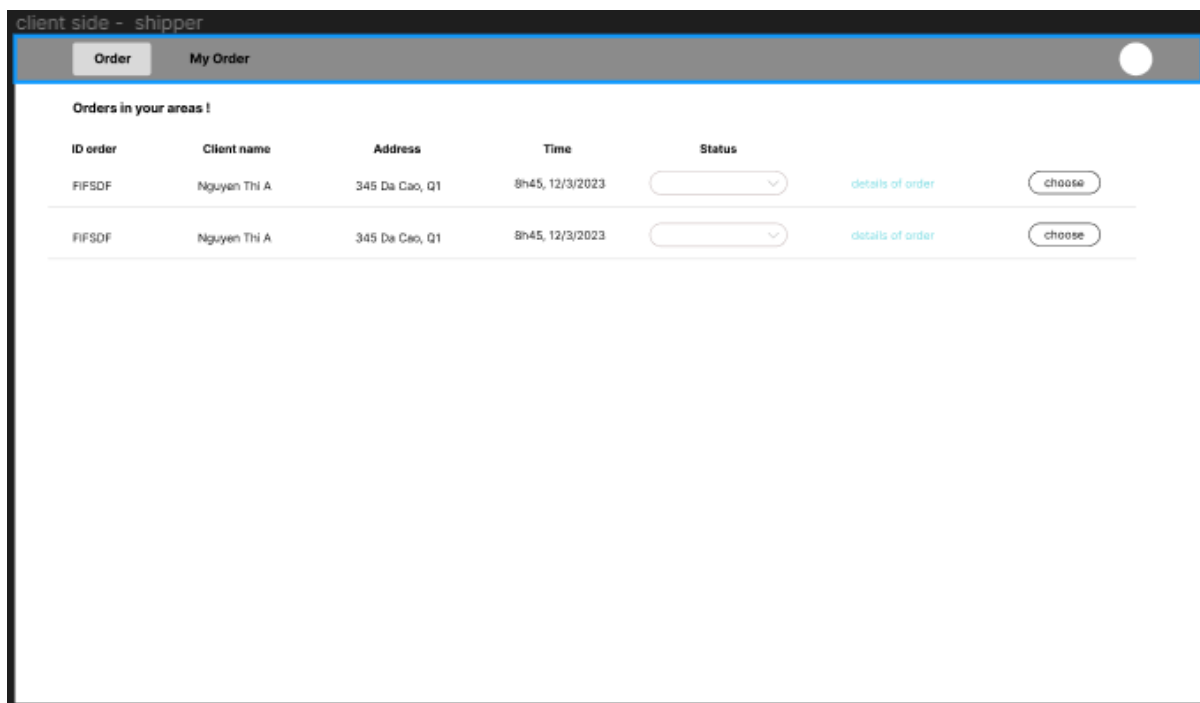 client side - shipper
Order My Order
Orders in your areas !
ID order Client name Address Time Status
FIFSDF Nguyen Thi A 345 Da Cao, Q1 8h45, 12/3/2023 details of order choose
FIFSDF Nguyen Thi A 345 Da Cao, Q1 8h45, 12/3/2023 details of order choose